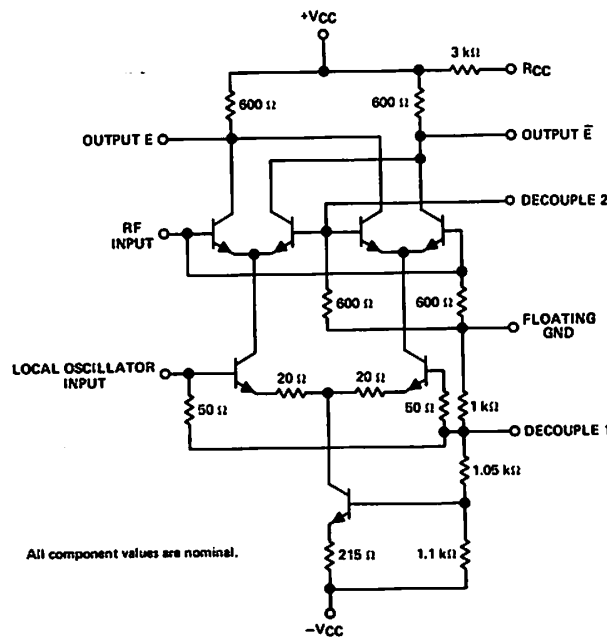 +VCC
3 kΩ
RCC
600 Ω
600 Ω
OUTPUT E
OUTPUT E̅
DECOUPLE 2
RF
INPUT
600 Ω
600 Ω
FLOATING
GND
LOCAL OSCILLATOR
INPUT
20 Ω
20 Ω
50 Ω
50 Ω
1 kΩ
DECOUPLE 1
1.05 kΩ
All component values are nominal.
215 Ω
1.1 kΩ
−VCC